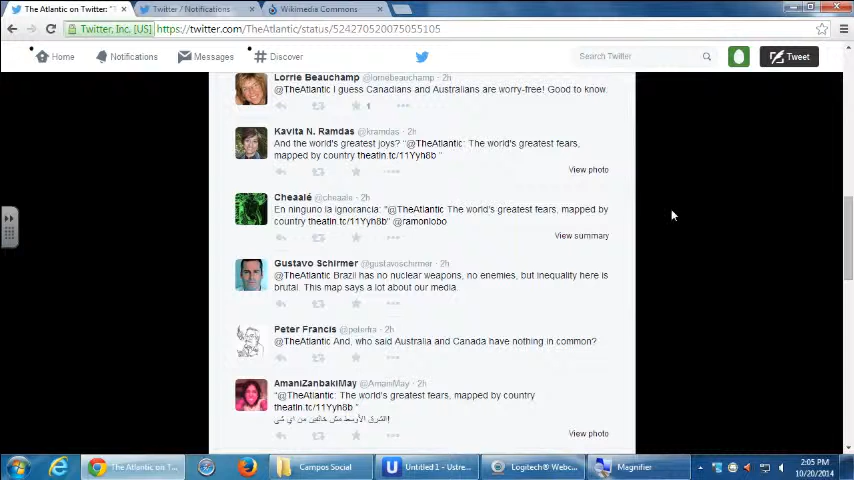 The Atlantic on Twitter: "T
Twitter / Notifications
Wikimedia Commons
Twitter, Inc. [US]
https://twitter.com/TheAtlantic/status/524270520075055105
Home
Notifications
Messages
Discover
Search Twitter
Tweet
Lorrie Beauchamp @lorriebeauchamp · 2h
@TheAtlantic I guess Canadians and Australians are worry-free! Good to know.
1
Kavita N. Ramdas @kramdas · 2h
And the world's greatest joys? "@TheAtlantic: The world's greatest fears,
mapped by country theatln.tc/11Yyh8b "
View photo
Cheaalé @cheaale · 2h
En ninguno la ignorancia: "@TheAtlantic The world's greatest fears, mapped by
country theatln.tc/11Yyh8b" @ramonlobo
View summary
Gustavo Schirmer @gustavoschirmer · 2h
@TheAtlantic Brazil has no nuclear weapons, no enemies, but inequality here is
brutal. This map says a lot about our media.
Peter Francis @peterfra · 2h
@TheAtlantic And, who said Australia and Canada have nothing in common?
AmaniZanbakiMay @AmaniMay · 2h
"@TheAtlantic: The world's greatest fears, mapped by country
theatln.tc/11Yyh8b "
الشرق الأوسط مش خائفين من اي شي!
View photo
The Atlantic on T...
Campos Social
Untitled 1 - Ustre...
Logitech® Webc...
Magnifier
2:05 PM
10/20/2014